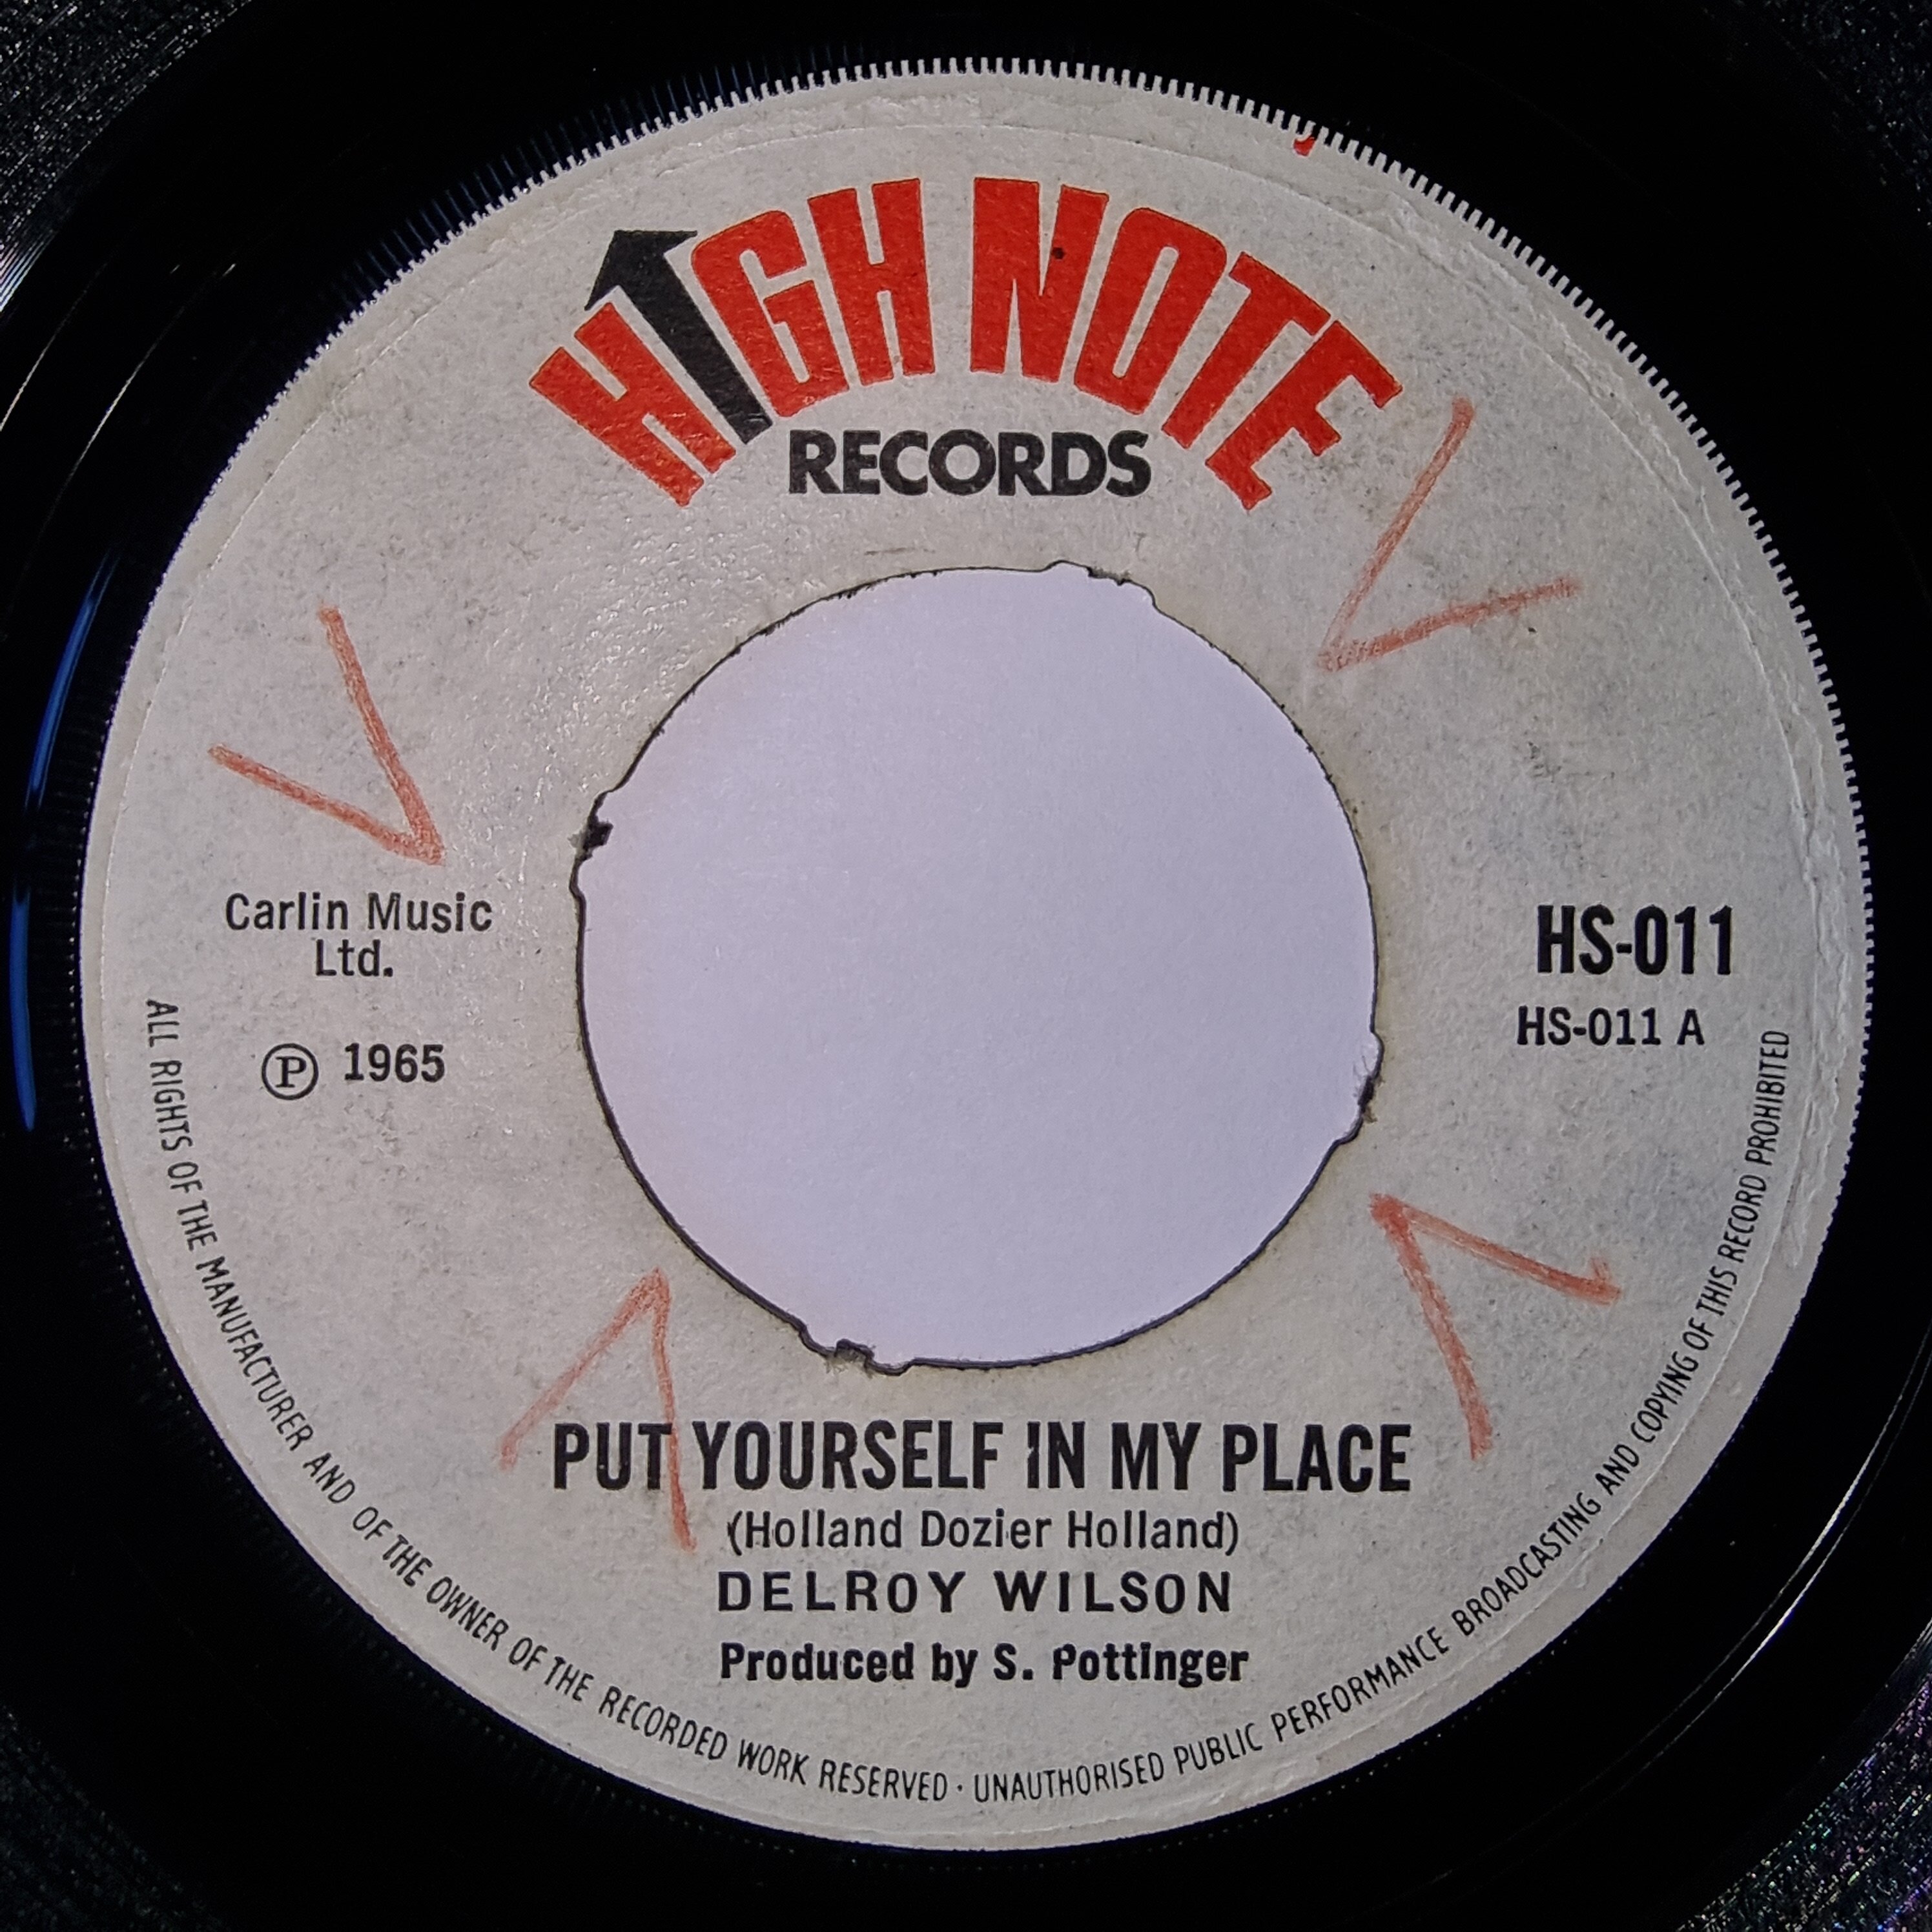 HIGH NOTE
RECORDS
Carlin Music
Ltd.
Ⓟ 1965
HS-011
HS-011 A
PUT YOURSELF IN MY PLACE
(Holland Dozier Holland)
DELROY WILSON
Produced by S. Pottinger
ALL RIGHTS OF THE MANUFACTURER AND OF THE OWNER OF THE RECORDED WORK RESERVED · UNAUTHORISED PUBLIC PERFORMANCE BROADCASTING AND COPYING OF THIS RECORD PROHIBITED